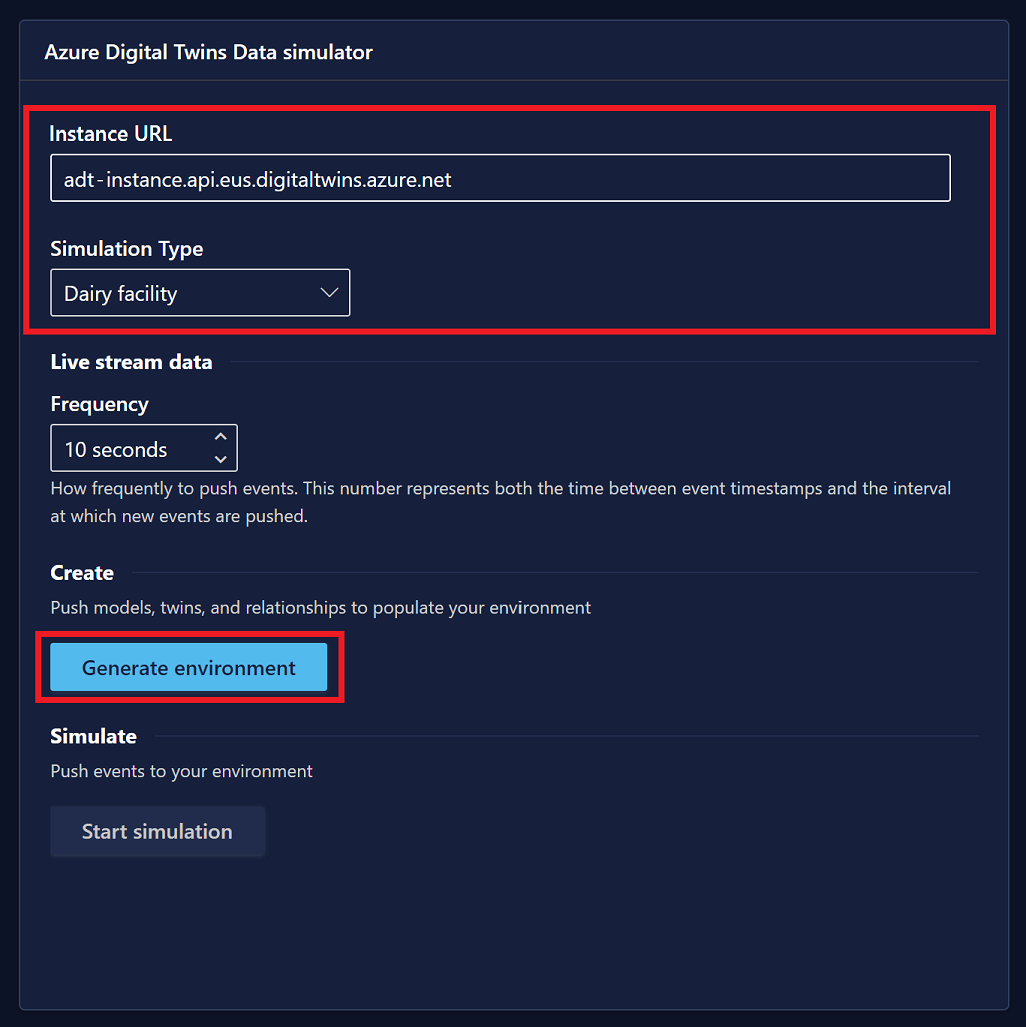 Azure Digital Twins Data simulator
Instance URL
adt-instance.api.eus.digitaltwins.azure.net
Simulation Type
Dairy facility
Live stream data
Frequency
10 seconds
How frequently to push events. This number represents both the time between event timestamps and the interval
at which new events are pushed.
Create
Push models, twins, and relationships to populate your environment
Generate environment
Simulate
Push events to your environment
Start simulation